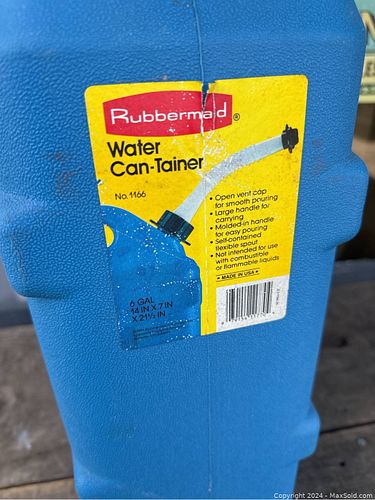 Rubbermaid®
Water
Can-Tainer
No. 1166
• Open vent cap
for smooth pouring
• Large handle for
carrying
• Molded-in handle
for easy pouring
• Self-contained
flexible spout
• Not intended for use
with combustible
or flammable liquids
• MADE IN USA •
6 GAL
14 IN X 7 IN
X 21½ IN
Copyright © 2024 - MaxSold.com